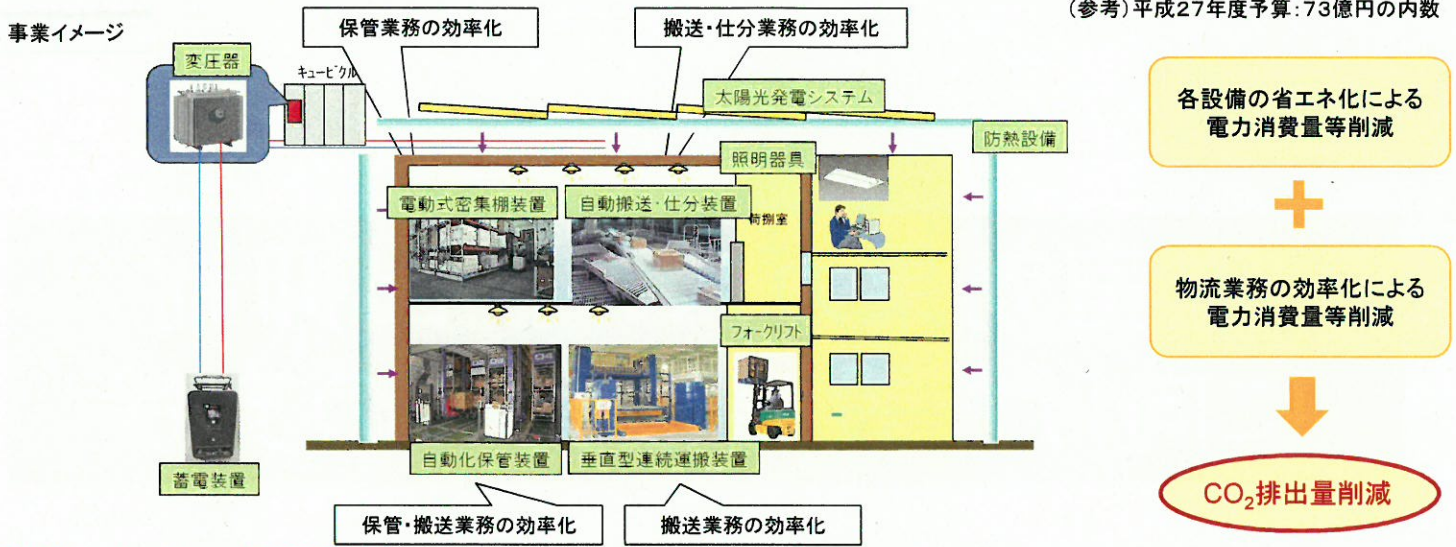 (参考)平成27年度予算:73億円の内数
事業イメージ
保管業務の効率化
搬送・仕分業務の効率化
変圧器
キュービクル
太陽光発電システム
防熱設備
照明器具
電動式密集棚装置
自動搬送・仕分装置
荷捌室
フォークリフト
自動化保管装置
垂直型連続運搬装置
蓄電装置
保管・搬送業務の効率化
搬送業務の効率化
各設備の省エネ化による
電力消費量等削減
物流業務の効率化による
電力消費量等削減
CO₂排出量削減